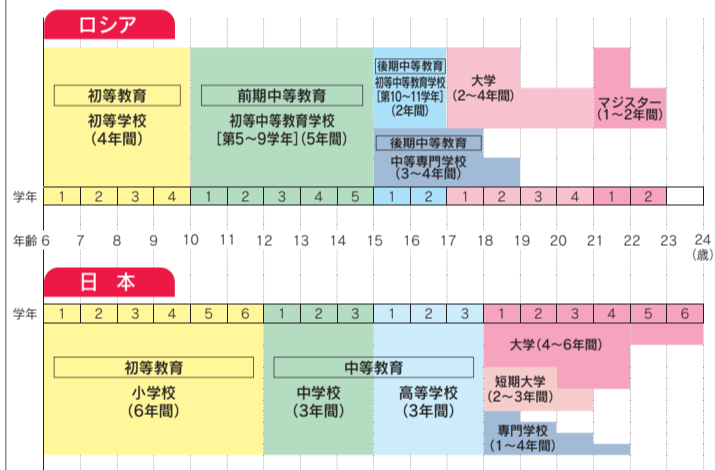 ロシア
初等教育
初等学校
(4年間)
前期中等教育
初等中等教育学校
[第5〜9学年](5年間)
後期中等教育
初等中等教育学校
[第10〜11学年]
(2年間)
後期中等教育
中等専門学校
(3〜4年間)
大学
(2〜4年間)
マジスター
(1〜2年間)
学年 1 2 3 4 1 2 3 4 5 1 2 1 2 3 4 1 2
年齢 6 7 8 9 10 11 12 13 14 15 16 17 18 19 20 21 22 23 24
(歳)
日本
学年 1 2 3 4 5 6 1 2 3 1 2 3 1 2 3 4 5 6
初等教育
小学校
(6年間)
中等教育
中学校
(3年間)
高等学校
(3年間)
大学(4〜6年間)
短期大学
(2〜3年間)
専門学校
(1〜4年間)